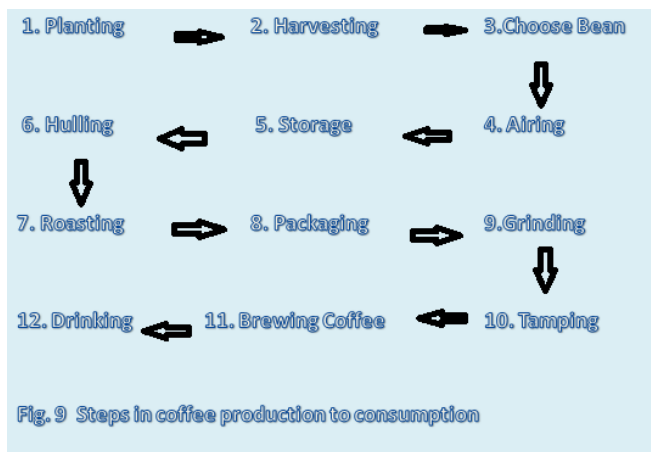 1. Planting 2. Harvesting 3.Choose Bean
6. Hulling 5. Storage 4. Airing
7. Roasting 8. Packaging 9.Grinding
12. Drinking 11. Brewing Coffee 10. Tamping
Fig. 9 Steps in coffee production to consumption